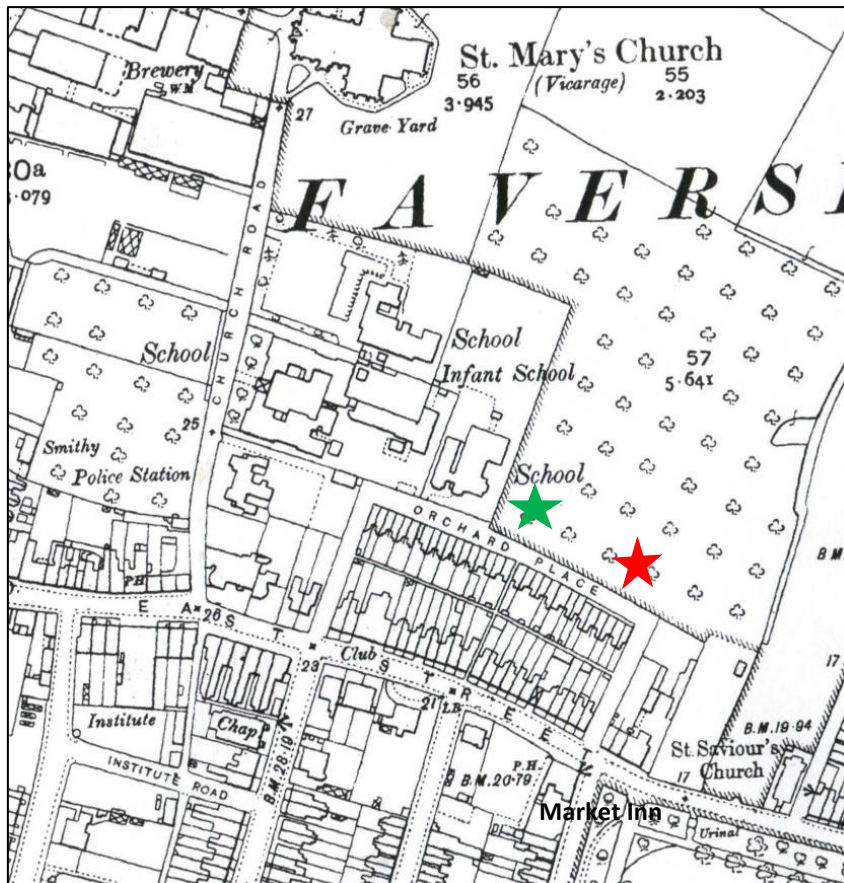 St. Mary's Church
56
3·945
(Vicarage)
55
2·203
Brewery
W.M.
27
Grave Yard
30a
·079
FAVERS
CHURCH ROAD
School
School
Infant School
57
5·641
25
Smithy
Police Station
School
ORCHARD PLACE
P.H.
EAST STREET
26
23
Club
21
L.B.
Institute
Chap.
B.M.28·19
INSTITUTE ROAD
P.H.
B.M.20·79
B.M.
17
B.M.19·94
St. Saviour's
Church
17
Market Inn
Urinal